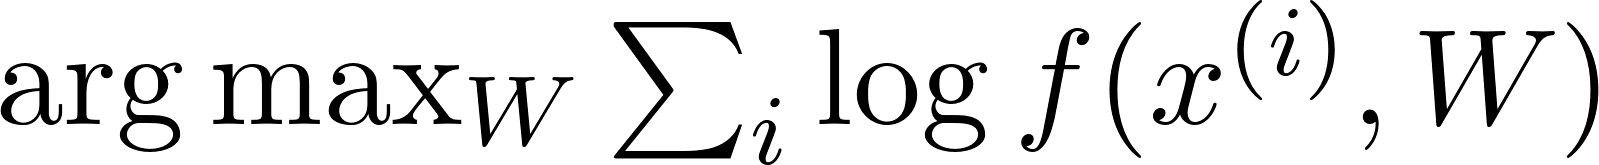 arg max_W ∑_i log f(x^{(i)}, W)